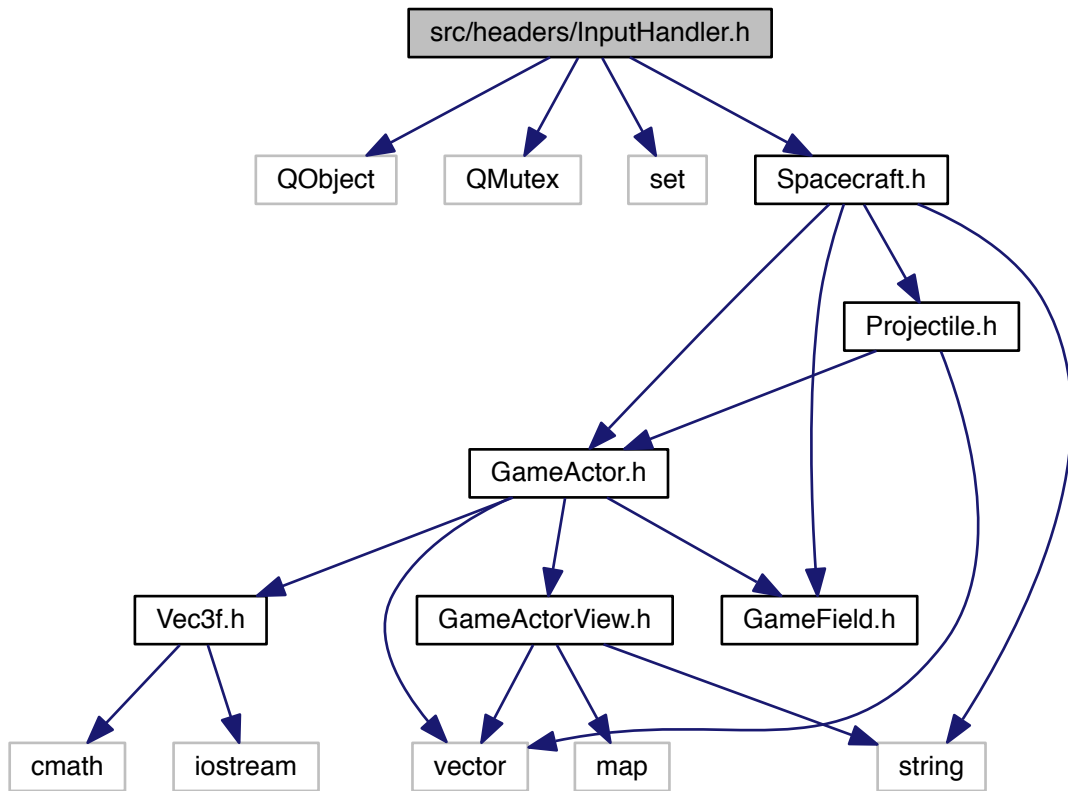 src/headers/InputHandler.h
QObject
QMutex
set
Spacecraft.h
Projectile.h
GameActor.h
Vec3f.h
GameActorView.h
GameField.h
cmath
iostream
vector
map
string